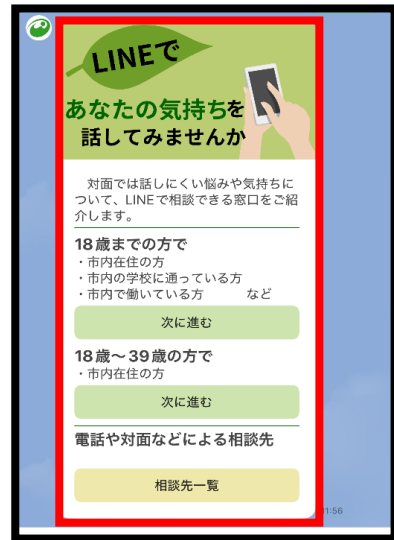 LINEで
あなたの気持ちを
話してみませんか
対面では話しにくい悩みや気持ちに
ついて、LINEで相談できる窓口をご紹
介します。
18歳までの方で
・市内在住の方
・市内の学校に通っている方
・市内で働いている方　　　など
次に進む
18歳～39歳の方で
・市内在住の方
次に進む
電話や対面などによる相談先
相談先一覧